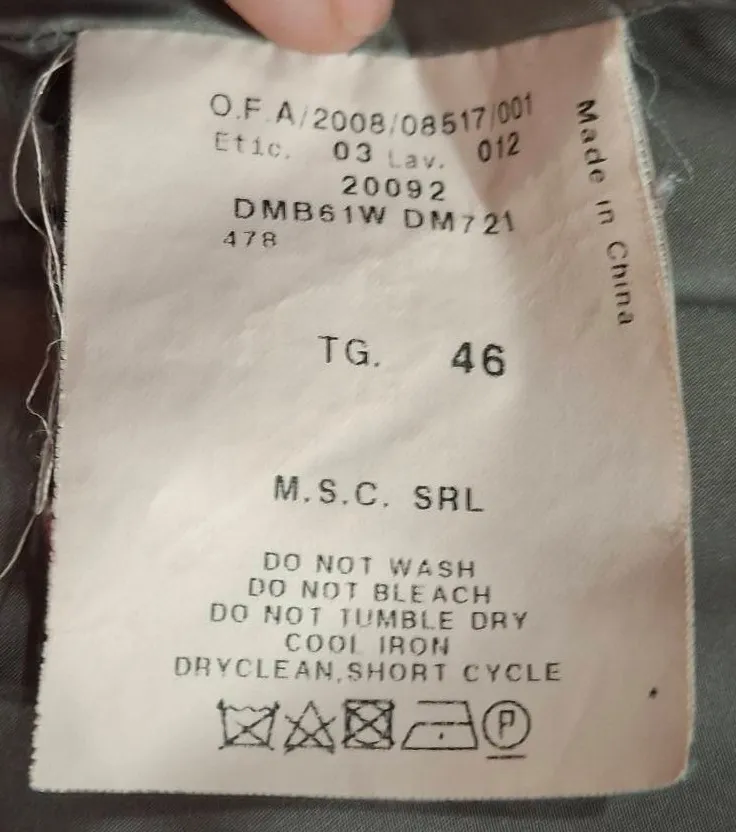 O.F.A/2008/08517/001
Etic. 03 Lav. 012
20092
DMB61W DM721
478
Made in China
TG. 46
M.S.C. SRL
DO NOT WASH
DO NOT BLEACH
DO NOT TUMBLE DRY
COOL IRON
DRYCLEAN,SHORT CYCLE
P